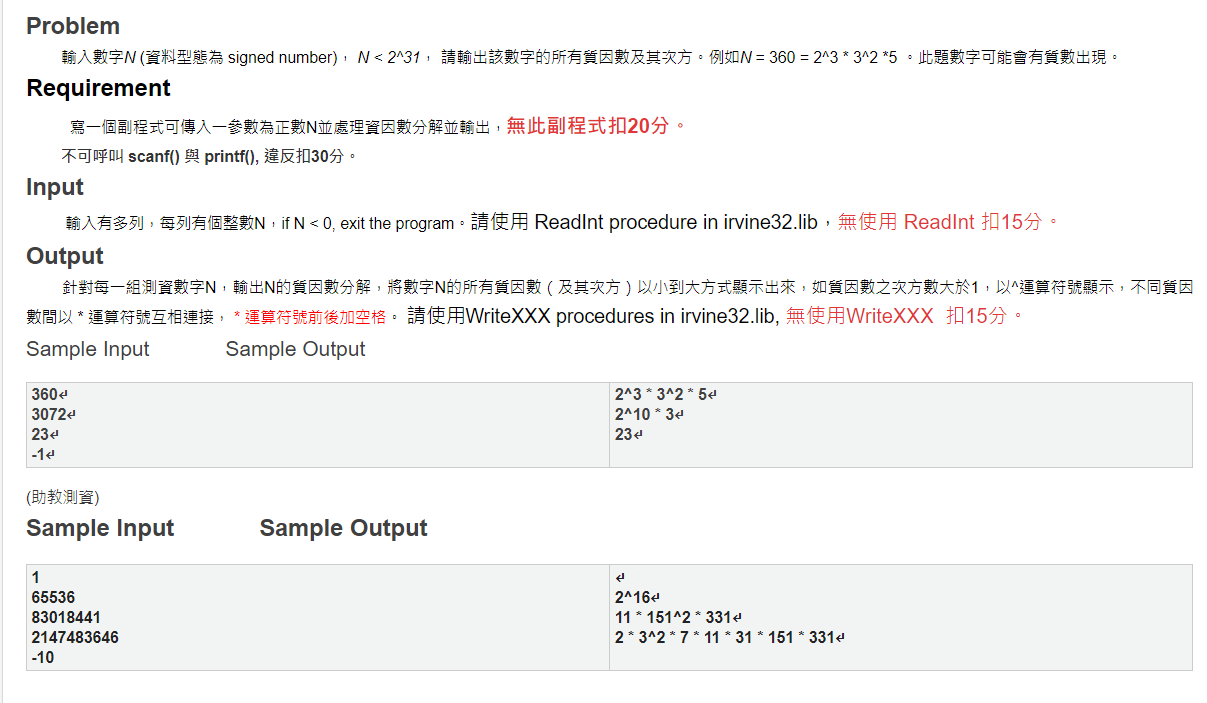 Problem
輸入數字N (資料型態為 signed number)， N < 2^31， 請輸出該數字的所有質因數及其次方。例如N = 360 = 2^3 * 3^2 *5 。此題數字可能會有質數出現。
Requirement
寫一個副程式可傳入一參數為正數N並處理資因數分解並輸出，無此副程式扣20分。
不可呼叫 scanf() 與 printf(), 違反扣30分。
Input
輸入有多列，每列有個整數N，if N < 0, exit the program。請使用 ReadInt procedure in irvine32.lib，無使用 ReadInt 扣15分。
Output
針對每一組測資數字N，輸出N的質因數分解，將數字N的所有質因數（及其次方）以小到大方式顯示出來，如質因數之次方數大於1，以^運算符號顯示，不同質因
數間以 * 運算符號互相連接， * 運算符號前後加空格。 請使用WriteXXX procedures in irvine32.lib, 無使用WriteXXX 扣15分。
Sample Input Sample Output
360↵ 2^3 * 3^2 * 5↵
3072↵ 2^10 * 3↵
23↵ 23↵
-1↵
(助教測資)
Sample Input Sample Output
1 ↵
65536 2^16↵
83018441 11 * 151^2 * 331↵
2147483646 2 * 3^2 * 7 * 11 * 31 * 151 * 331↵
-10